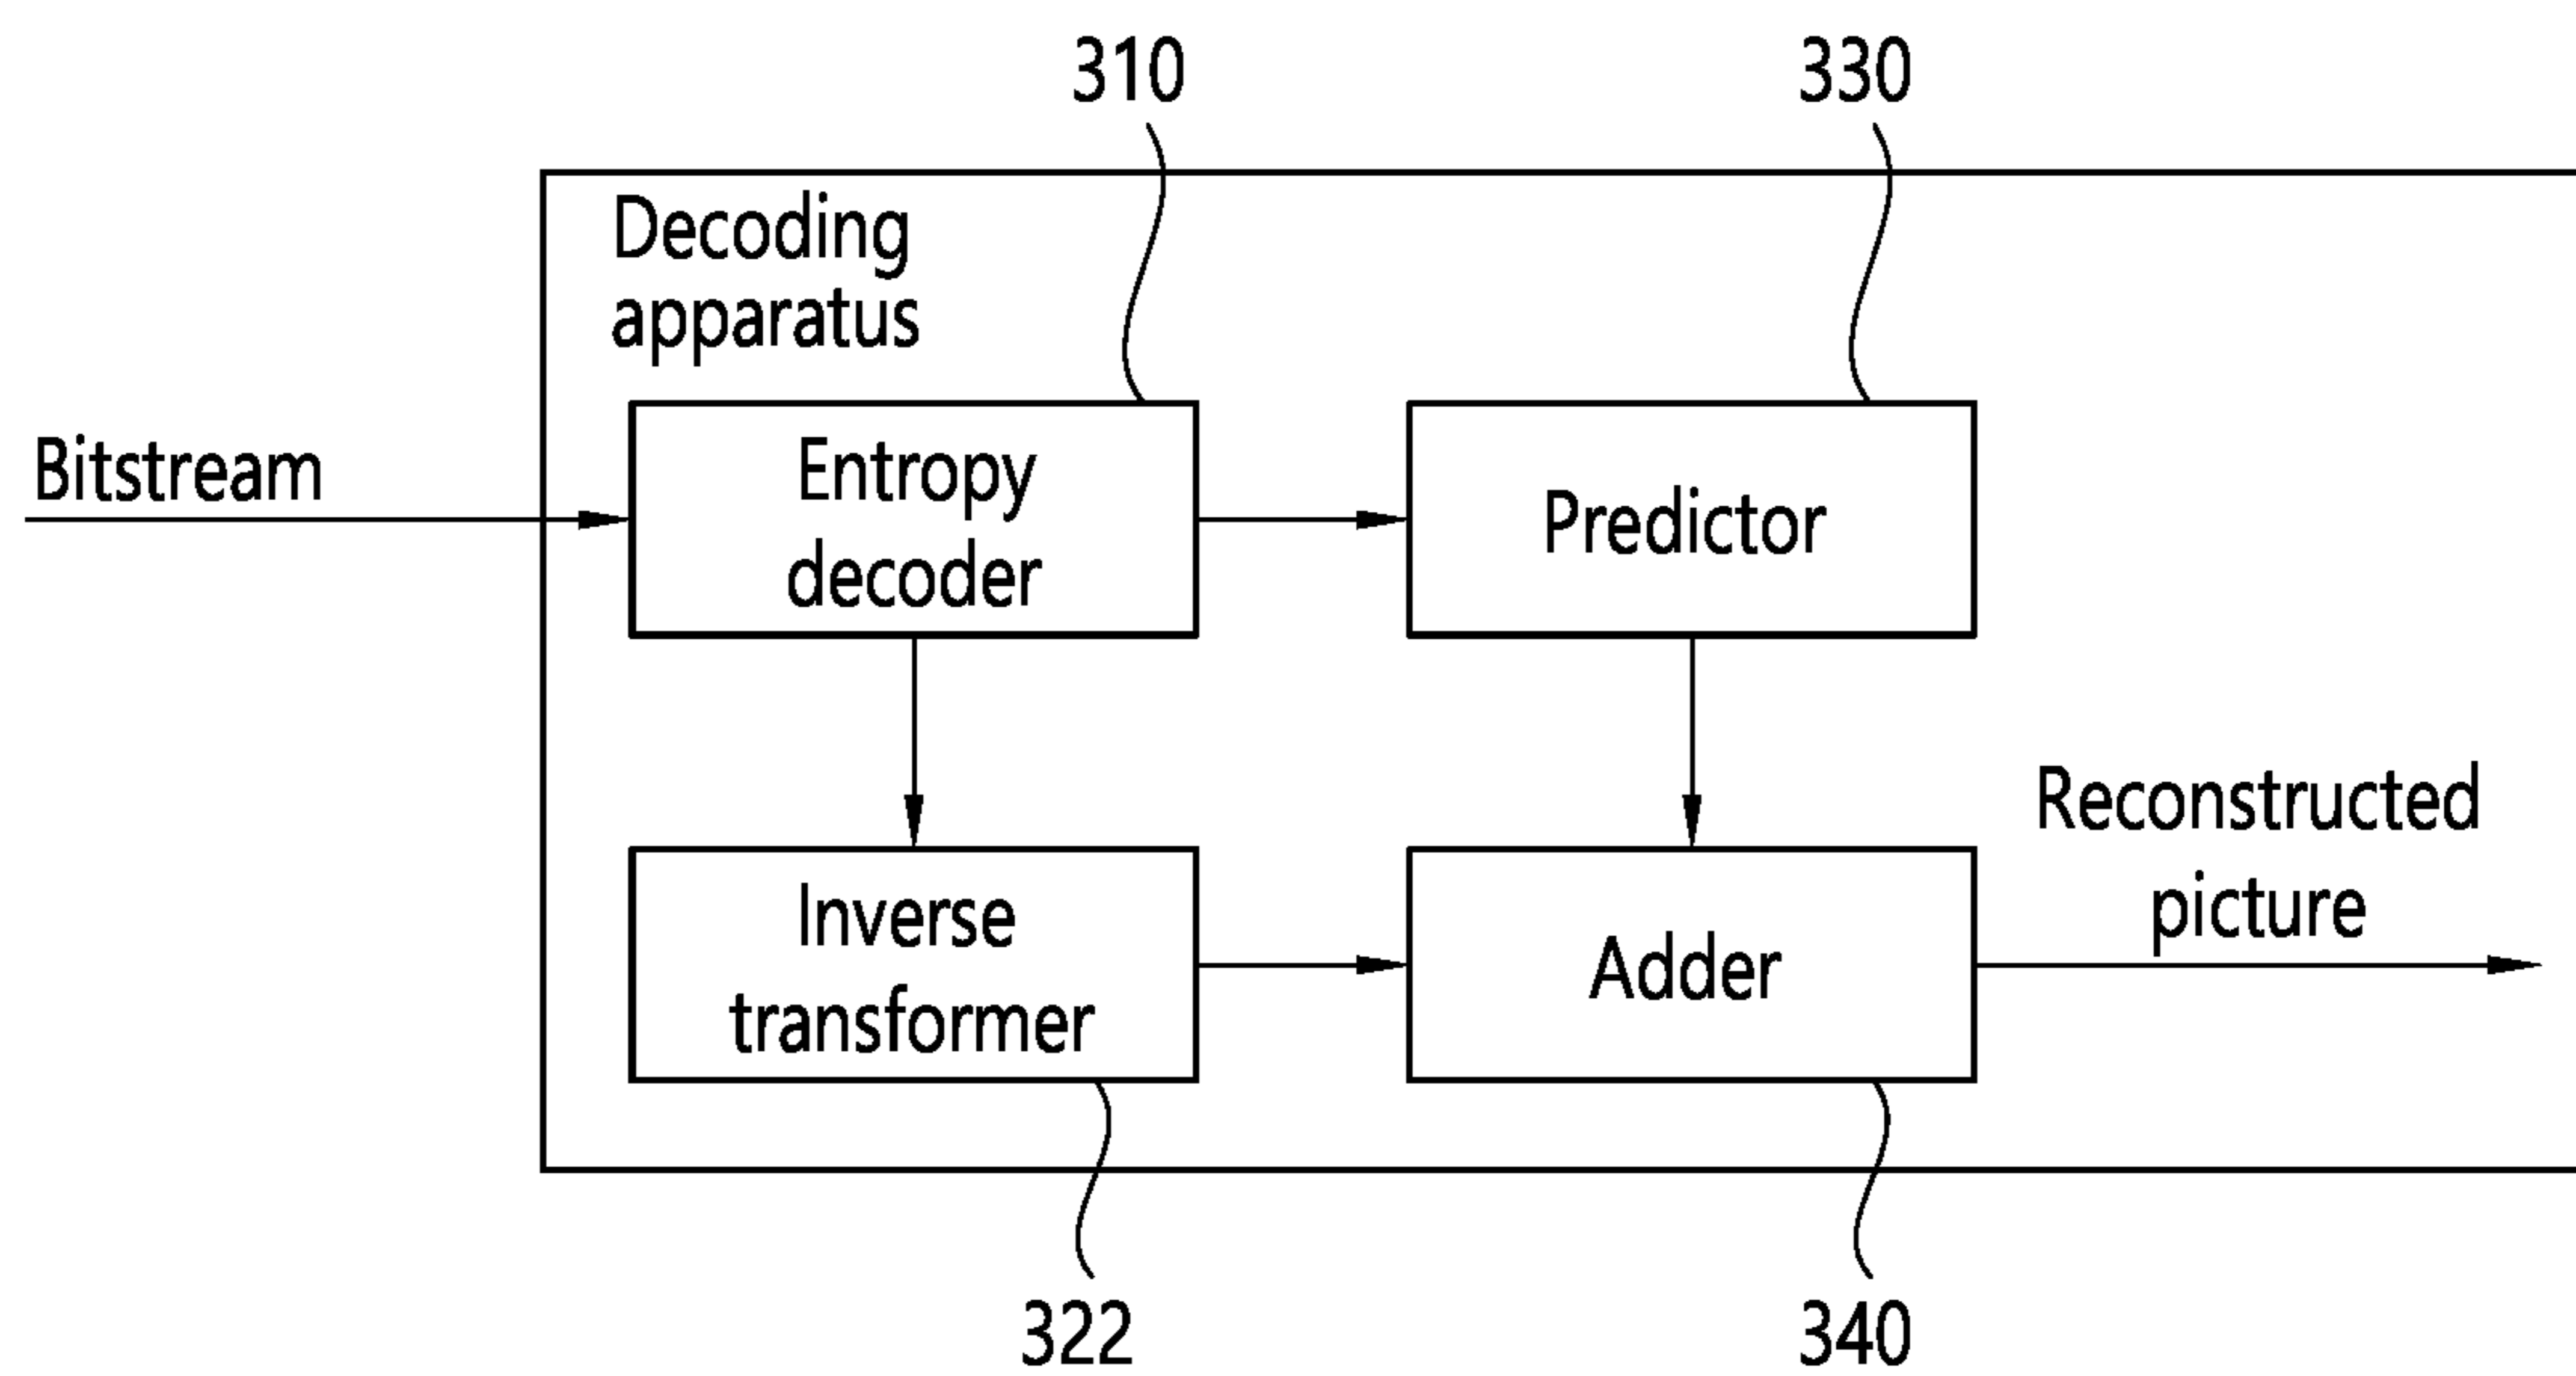 310
330
Decoding
apparatus
Bitstream
Entropy
decoder
Predictor
Inverse
transformer
Adder
Reconstructed
picture
322
340